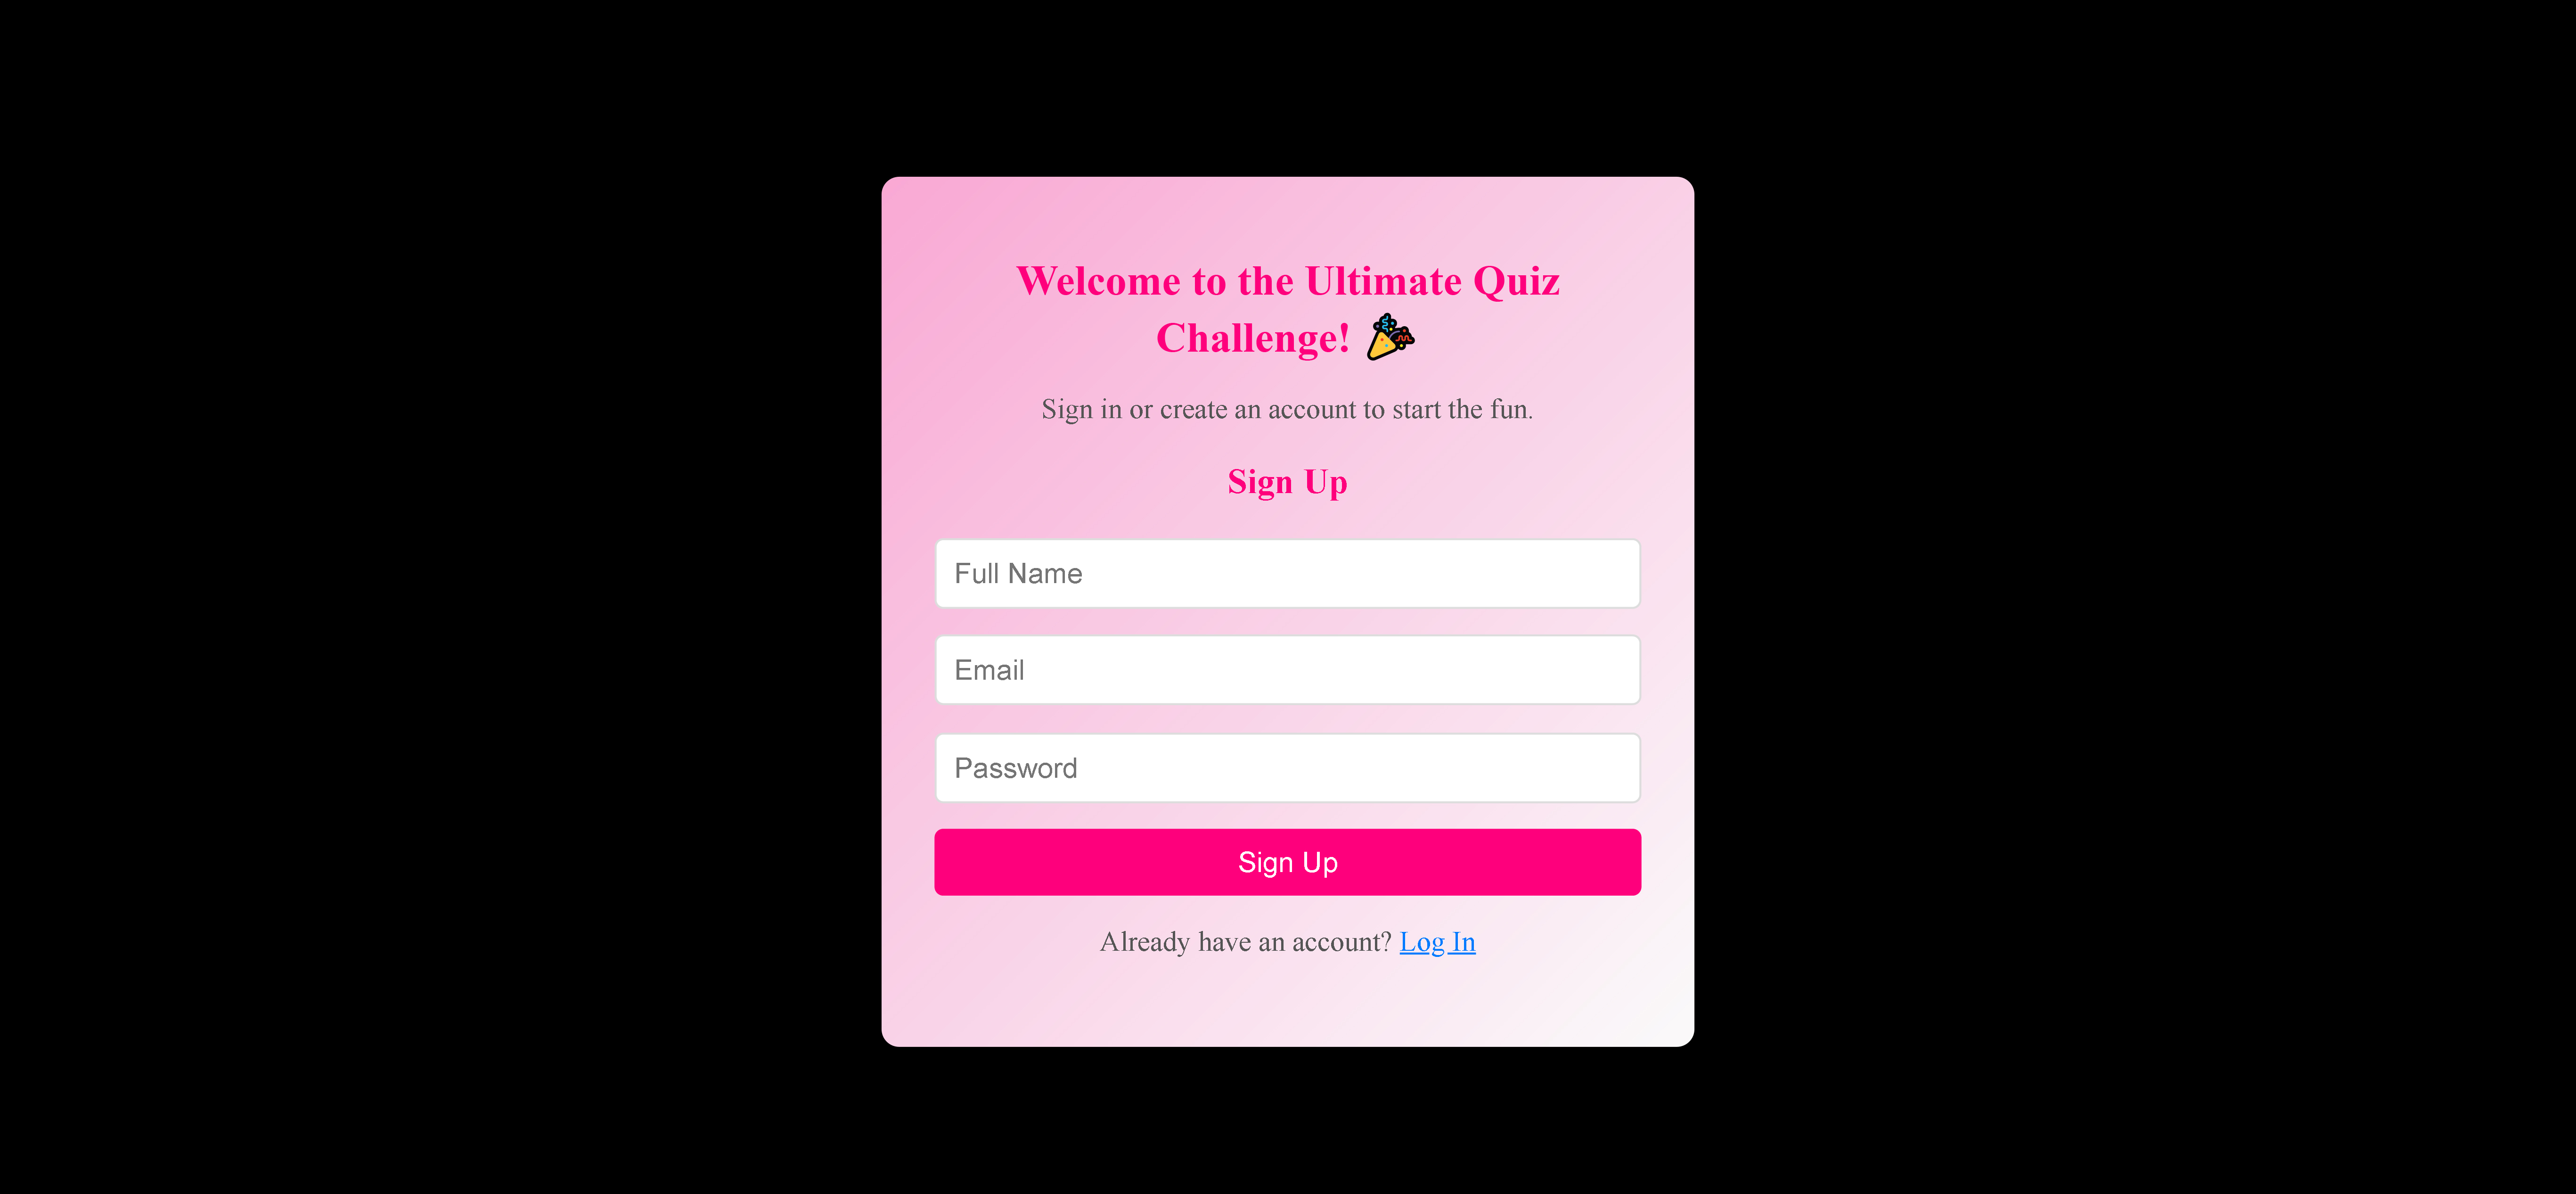 Welcome to the Ultimate Quiz
Challenge! 🎉
Sign in or create an account to start the fun.
Sign Up
Full Name
Email
Password
Sign Up
Already have an account? Log In